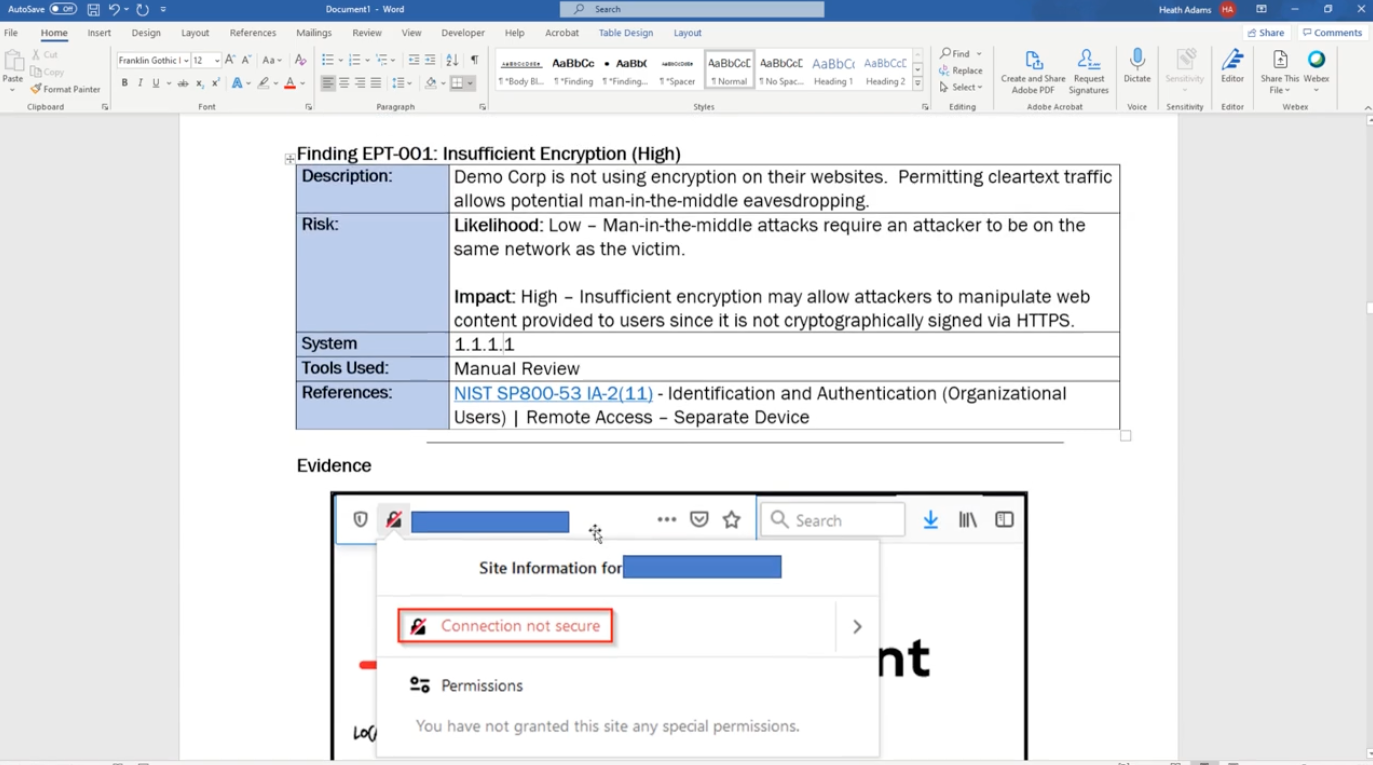 AutoSave Off
Document1 - Word
Search
Heath Adams HA
File Home Insert Design Layout References Mailings Review View Developer Help Acrobat Table Design Layout
Share Comments
Paste
Cut
Copy
Format Painter
Clipboard
Franklin Gothic I 12
Font
Paragraph
AaBbCc AaBbC AaBbCcD AaBbCcD AaBbC AaBbCcD
¶ *Body Bl... ¶ *Finding ¶ *Finding... ¶ *Spacer ¶ Normal ¶ No Spac... Heading 1 Heading 2
Styles
Find
Replace
Select
Editing
Create and Share Adobe PDF
Request Signatures
Adobe Acrobat
Dictate
Voice
Sensitivity
Sensitivity
Editor
Editor
Share This File
Webex
Webex
Finding EPT-001: Insufficient Encryption (High)
Description:
Demo Corp is not using encryption on their websites. Permitting cleartext traffic
allows potential man-in-the-middle eavesdropping.
Risk:
Likelihood: Low – Man-in-the-middle attacks require an attacker to be on the
same network as the victim.
Impact: High – Insufficient encryption may allow attackers to manipulate web
content provided to users since it is not cryptographically signed via HTTPS.
System
1.1.1.1
Tools Used:
Manual Review
References:
NIST SP800-53 IA-2(11) - Identification and Authentication (Organizational
Users) | Remote Access – Separate Device
Evidence
Search
Site Information for
Connection not secure
nt
Permissions
You have not granted this site any special permissions.